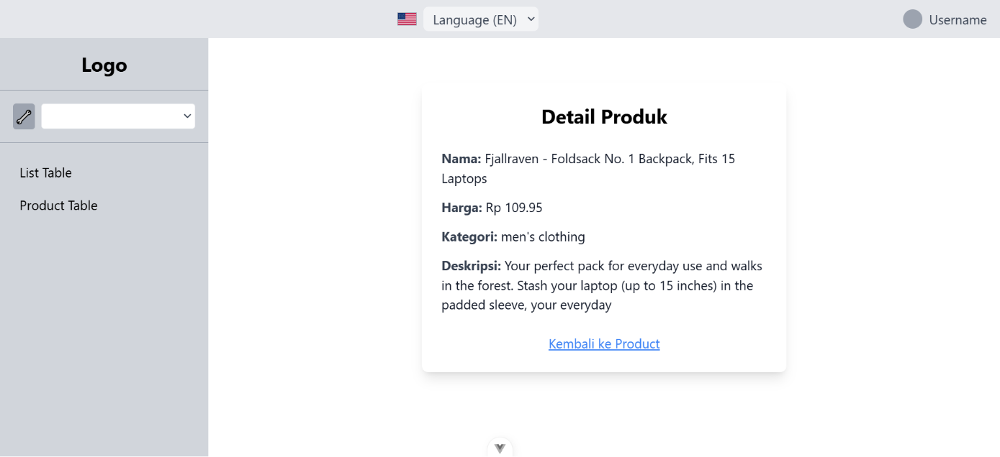 Language (EN)
Username
Logo
List Table
Product Table
Detail Produk
Nama: Fjallraven - Foldsack No. 1 Backpack, Fits 15
Laptops
Harga: Rp 109.95
Kategori: men's clothing
Deskripsi: Your perfect pack for everyday use and walks
in the forest. Stash your laptop (up to 15 inches) in the
padded sleeve, your everyday
Kembali ke Product